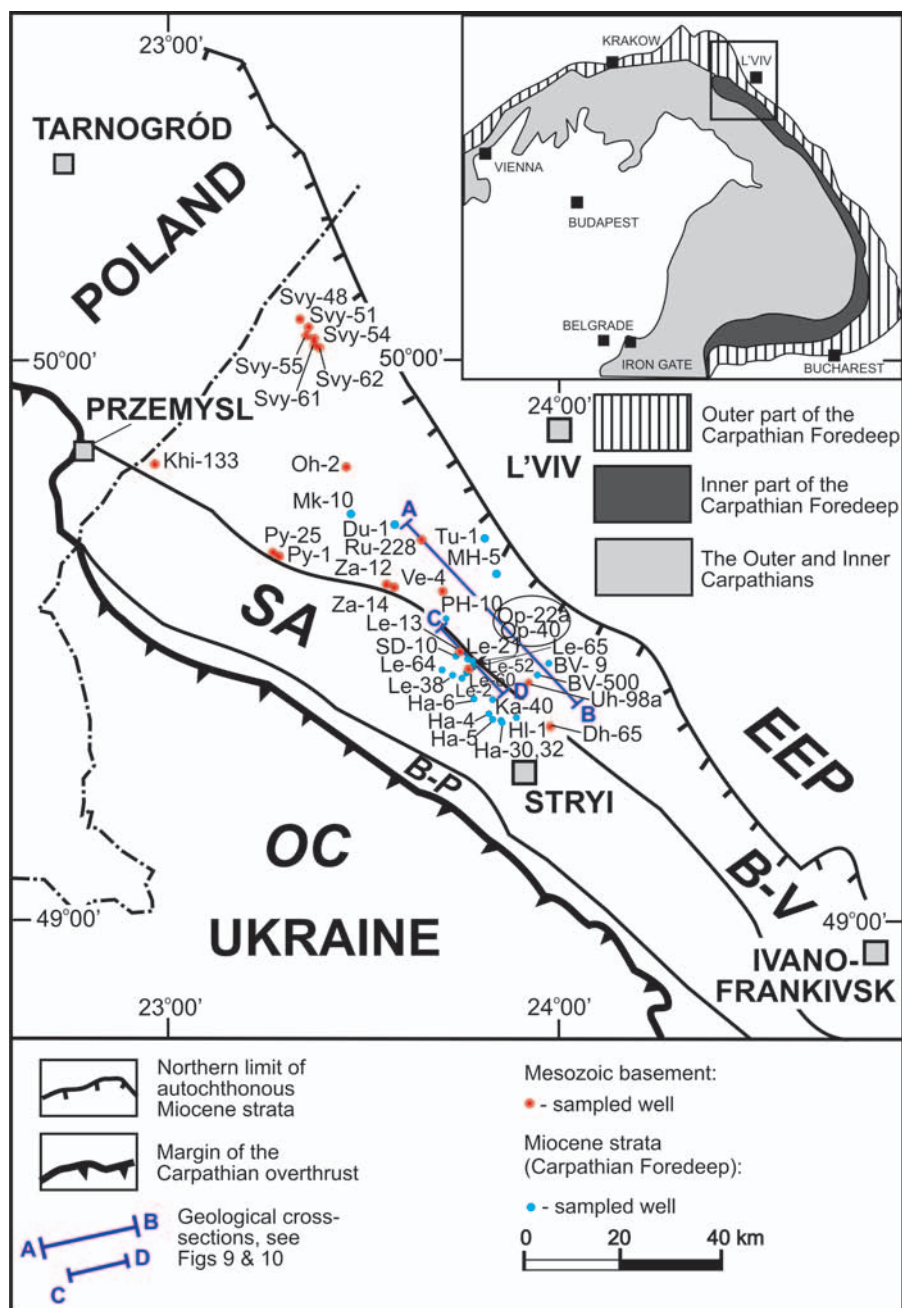 23°00'
TARNOGRÓD
POLAND
KRAKOW
L'VIV
VIENNA
BUDAPEST
BELGRADE
IRON GATE
BUCHAREST
Svy-48
Svy-51
Svy-54
Svy-55
Svy-62
Svy-61
50°00'
50°00'
24°00'
L'VIV
PRZEMYSL
Khi-133
Oh-2
Mk-10
A
Du-1
Tu-1
Ru-228
MH-5
Py-25
Py-1
Za-12
Ve-4
Za-14
PH-10
Op-22a
Op-40
SA
C
Le-13
Le-21
Le-65
SD-10
Le-52
BV- 9
Le-64
Le-60
BV-500
Le-38
Le-2
D
Uh-98a
Ha-6
Ka-40
B
Ha-4
Hl-1
Dh-65
Ha-5
Ha-30,32
EEP
B-P
STRYI
OC
B-V
UKRAINE
49°00'
49°00'
IVANO-
FRANKIVSK
23°00'
24°00'
Outer part of the
Carpathian Foredeep
Inner part of the
Carpathian Foredeep
The Outer and Inner
Carpathians
Northern limit of
autochthonous
Miocene strata
Margin of the
Carpathian overthrust
A
B
C
D
Geological cross-
sections, see
Figs 9 & 10
Mesozoic basement:
- sampled well
Miocene strata
(Carpathian Foredeep):
- sampled well
0 20 40 km